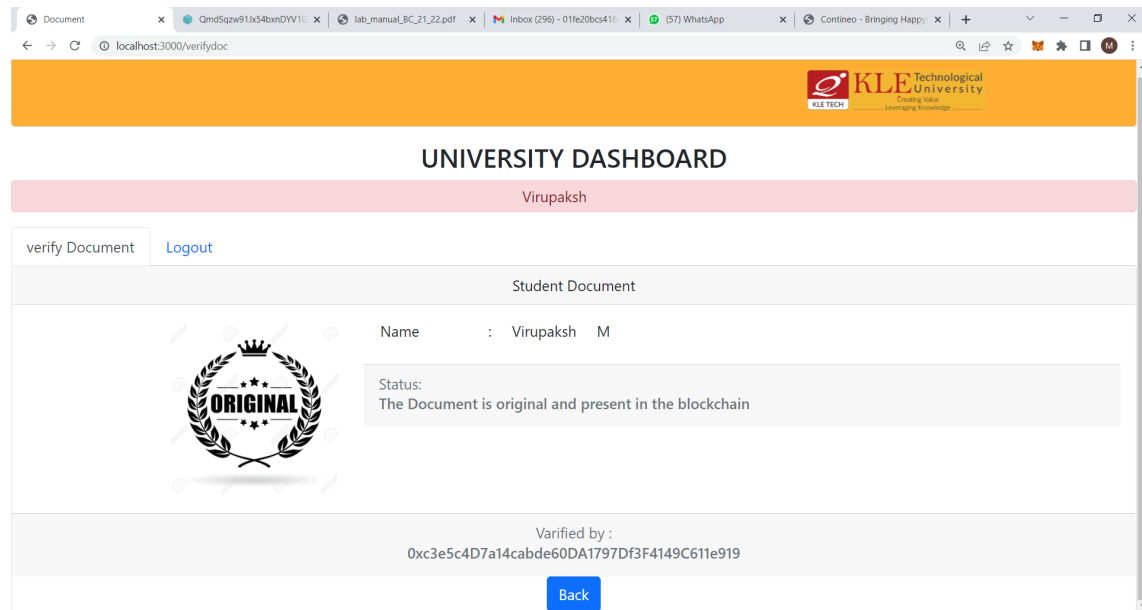 Document
QmdSqzw91Jx54bxnDYV1G
lab_manual_BC_21_22.pdf
Inbox (296) - 01fe20bcs416
(57) WhatsApp
Contineo - Bringing Happy
localhost:3000/verifydoc
M
KLE Technological
University
KLE TECH
Creating Value
Leveraging Knowledge
UNIVERSITY DASHBOARD
Virupaksh
verify Document
Logout
Student Document
Name : Virupaksh M
ORIGINAL
Status:
The Document is original and present in the blockchain
Varified by :
0xc3e5c4D7a14cabde60DA1797Df3F4149C611e919
Back